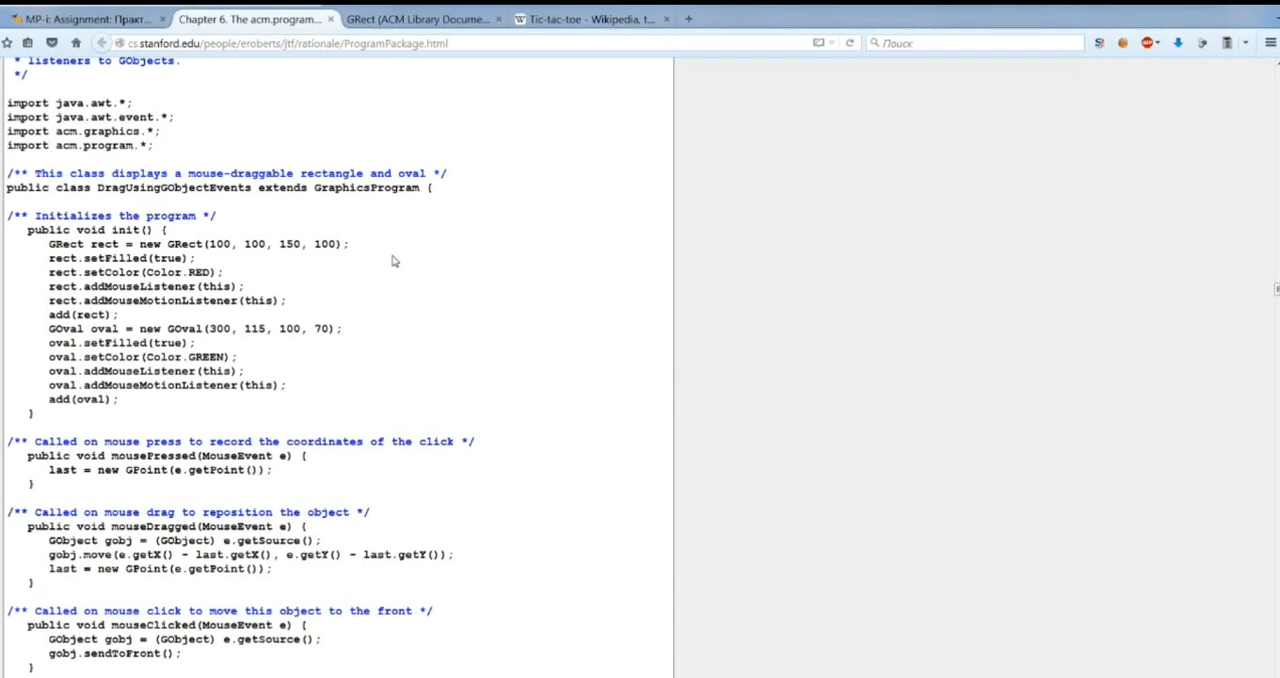 MP-i: Assignment: Практ...
Chapter 6. The acm.program...
GRect (ACM Library Docume...
W Tic-tac-toe - Wikipedia, t...
cs.stanford.edu/people/eroberts/jtf/rationale/ProgramPackage.html
Поиск
* listeners to GObjects.
*/
import java.awt.*;
import java.awt.event.*;
import acm.graphics.*;
import acm.program.*;
/** This class displays a mouse-draggable rectangle and oval */
public class DragUsingGObjectEvents extends GraphicsProgram {
/** Initializes the program */
public void init() {
GRect rect = new GRect(100, 100, 150, 100);
rect.setFilled(true);
rect.setColor(Color.RED);
rect.addMouseListener(this);
rect.addMouseMotionListener(this);
add(rect);
GOval oval = new GOval(300, 115, 100, 70);
oval.setFilled(true);
oval.setColor(Color.GREEN);
oval.addMouseListener(this);
oval.addMouseMotionListener(this);
add(oval);
}
/** Called on mouse press to record the coordinates of the click */
public void mousePressed(MouseEvent e) {
last = new GPoint(e.getPoint());
}
/** Called on mouse drag to reposition the object */
public void mouseDragged(MouseEvent e) {
GObject gobj = (GObject) e.getSource();
gobj.move(e.getX() - last.getX(), e.getY() - last.getY());
last = new GPoint(e.getPoint());
}
/** Called on mouse click to move this object to the front */
public void mouseClicked(MouseEvent e) {
GObject gobj = (GObject) e.getSource();
gobj.sendToFront();
}